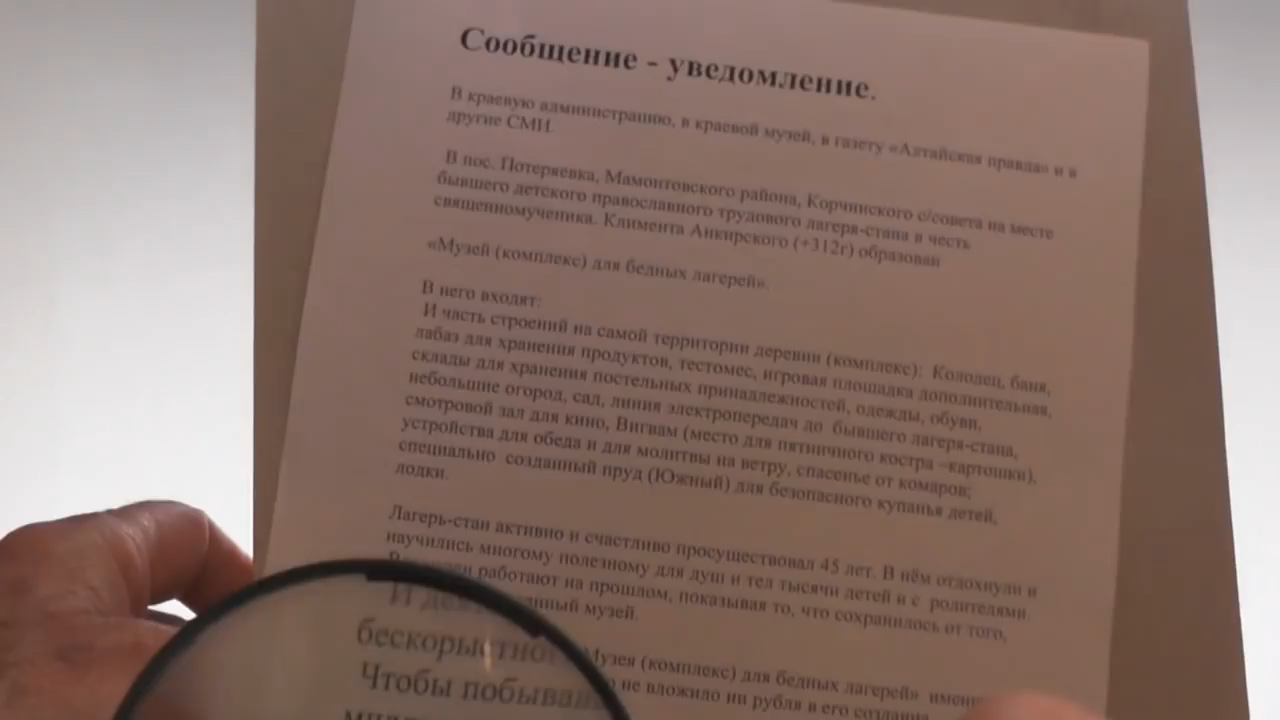 Сообщение - уведомление.
В краевую администрацию, в краевой музей, в газету «Алтайская правда» и в
другие СМИ.
В пос. Потеряевка, Мамонтовского района, Корчинского с/совета на месте
бывшего детского православного трудового лагеря-стана в честь
священномученика. Климента Анкирского (+312г) образован
«Музей (комплекс) для бедных лагерей».
В него входят:
И часть строений на самой территории деревни (комплекс): Колодец, баня,
лабаз для хранения продуктов, тестомес, игровая площадка дополнительная,
склады для хранения постельных принадлежностей, одежды, обуви,
небольшие огород, сад, линия электропередач до бывшего лагеря-стана,
смотровой зал для кино, Вигвам (место для пятничного костра –картошки),
устройства для обеда и для молитвы на ветру, спасенье от комаров;
специально созданный пруд (Южный) для безопасного купанья детей,
лодки.
Лагерь-стан активно и счастливо просуществовал 45 лет. В нём отдохнули и
научились многому полезному для душ и тел тысячи детей и с родителями.
работают на прошлом, показывая то, что сохранилось от того,
И музей.
бескорыстно Музея (комплекс) для бедных лагерей»
Чтобы побыва не вложило ни рубля в его